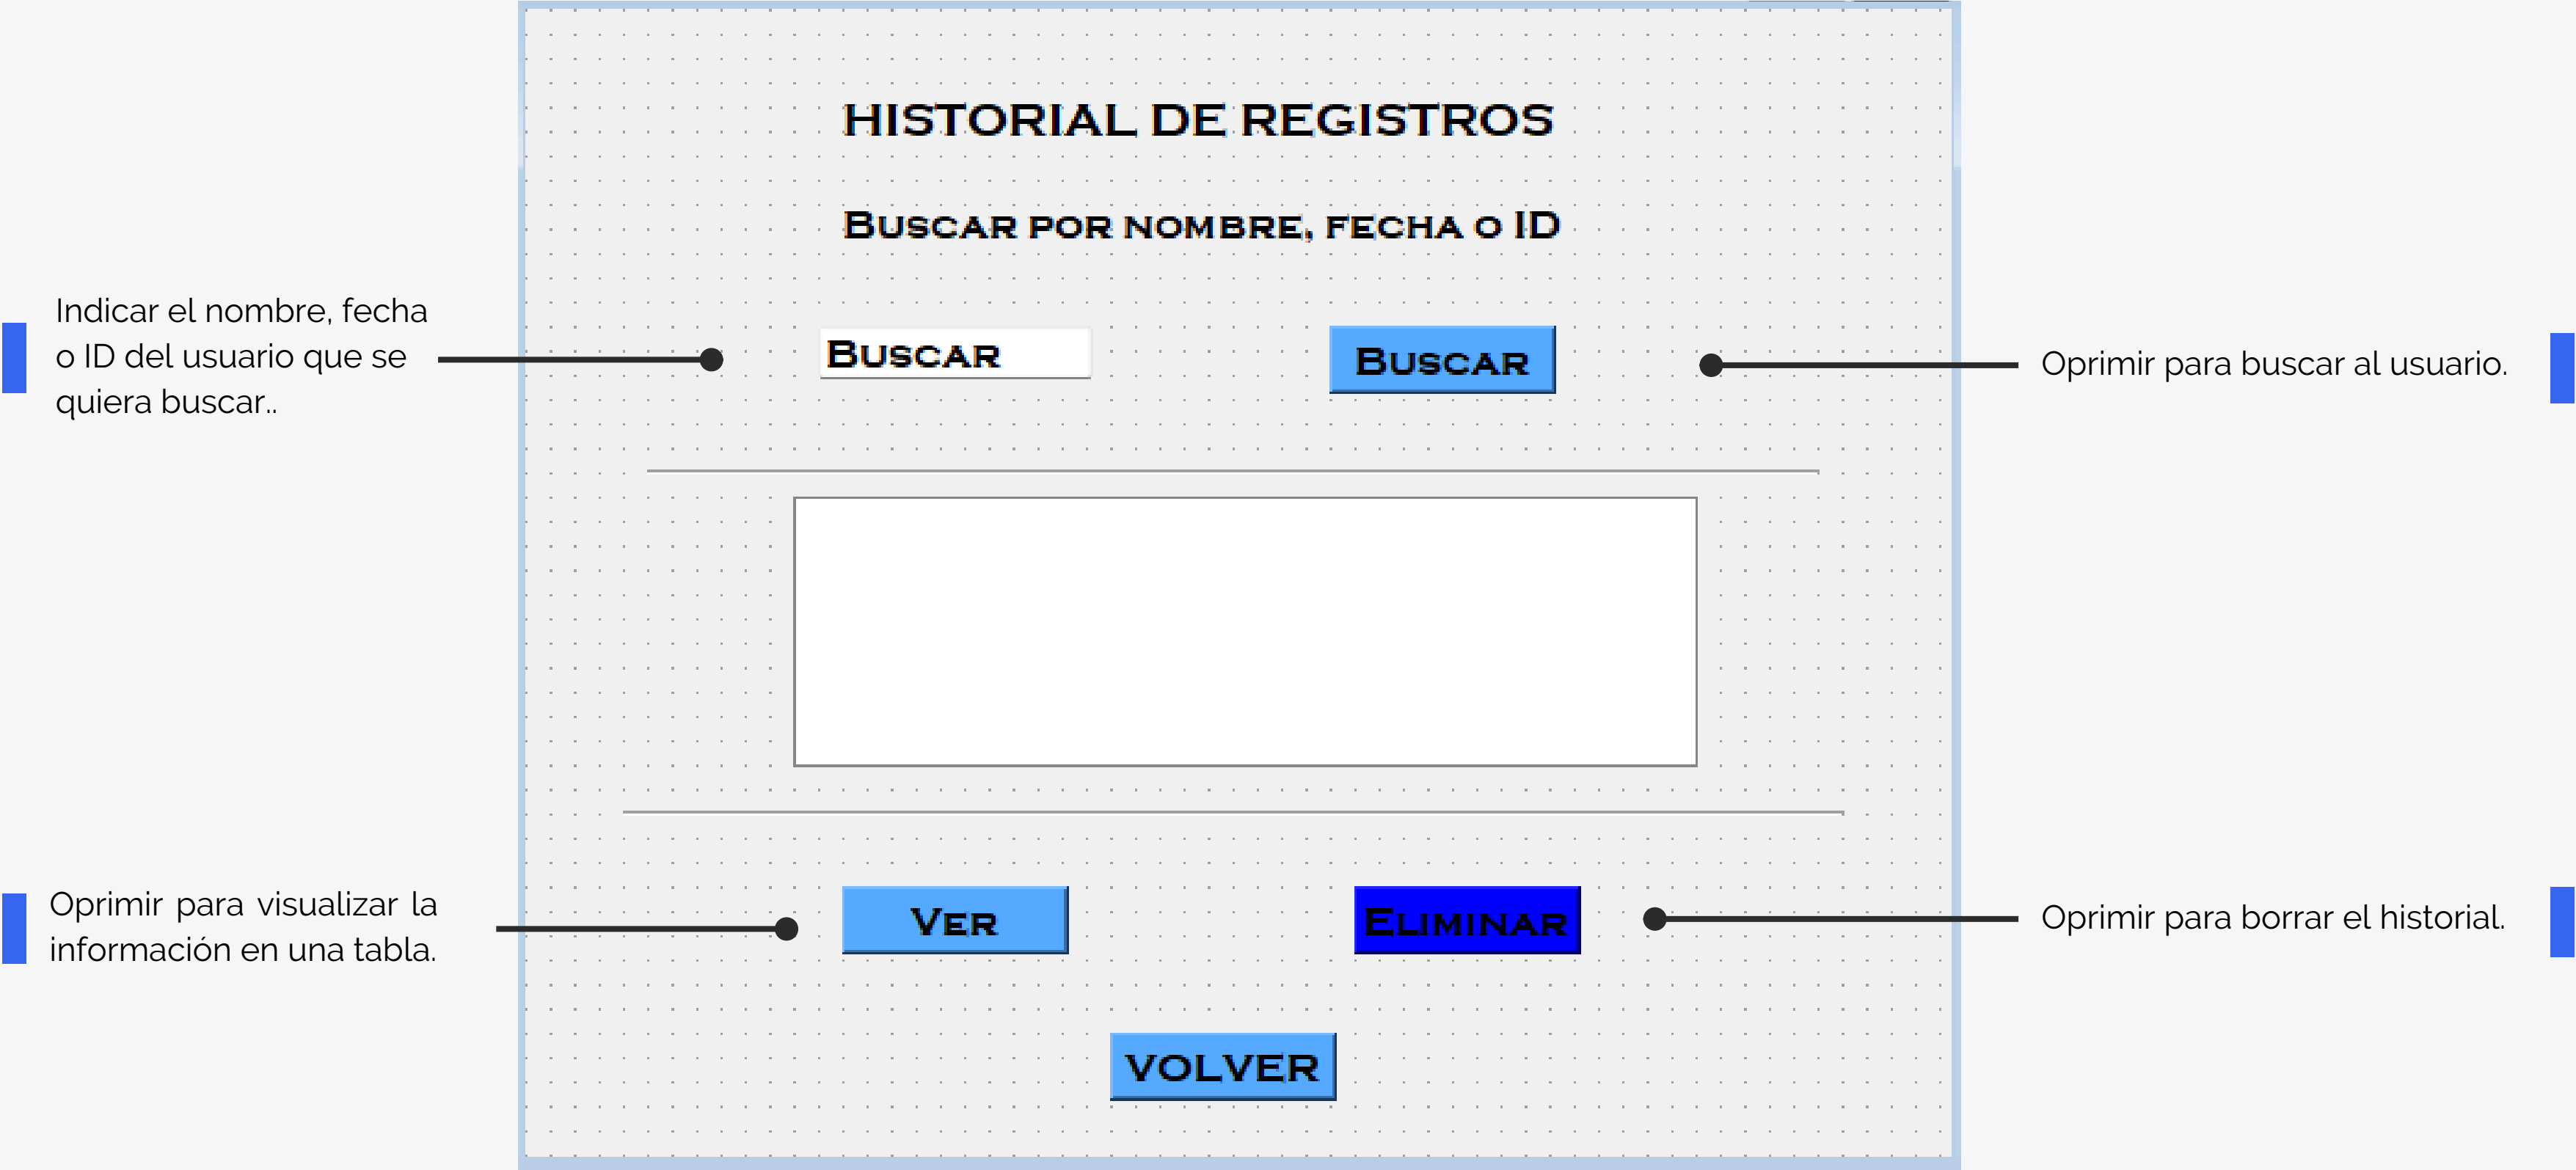 HISTORIAL DE REGISTROS
Buscar por nombre, fecha o ID
Indicar el nombre, fecha
o ID del usuario que se
quiera buscar..
Buscar
Buscar
Oprimir para buscar al usuario.
Oprimir para visualizar la
información en una tabla.
Ver
Eliminar
Oprimir para borrar el historial.
VOLVER